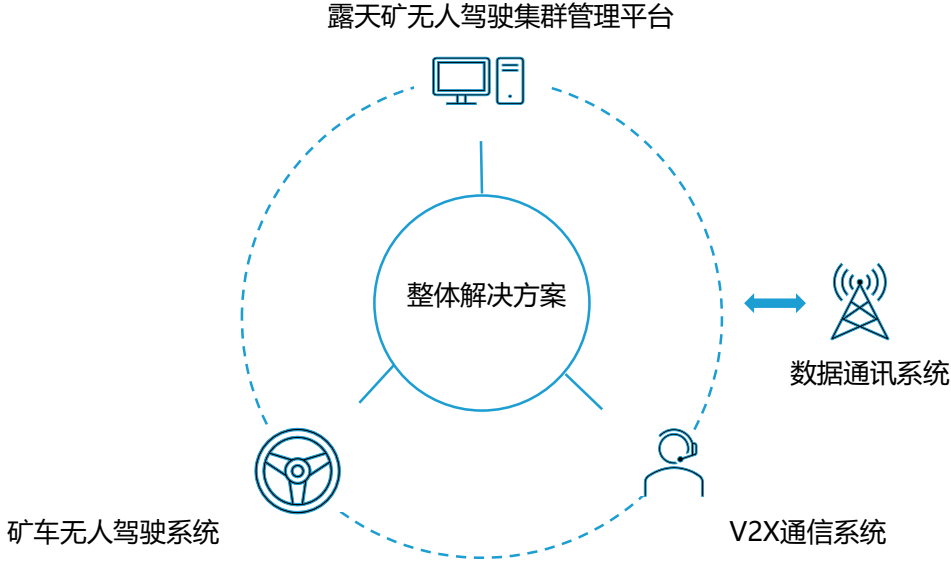 露天矿无人驾驶集群管理平台
整体解决方案
数据通讯系统
矿车无人驾驶系统
V2X通信系统